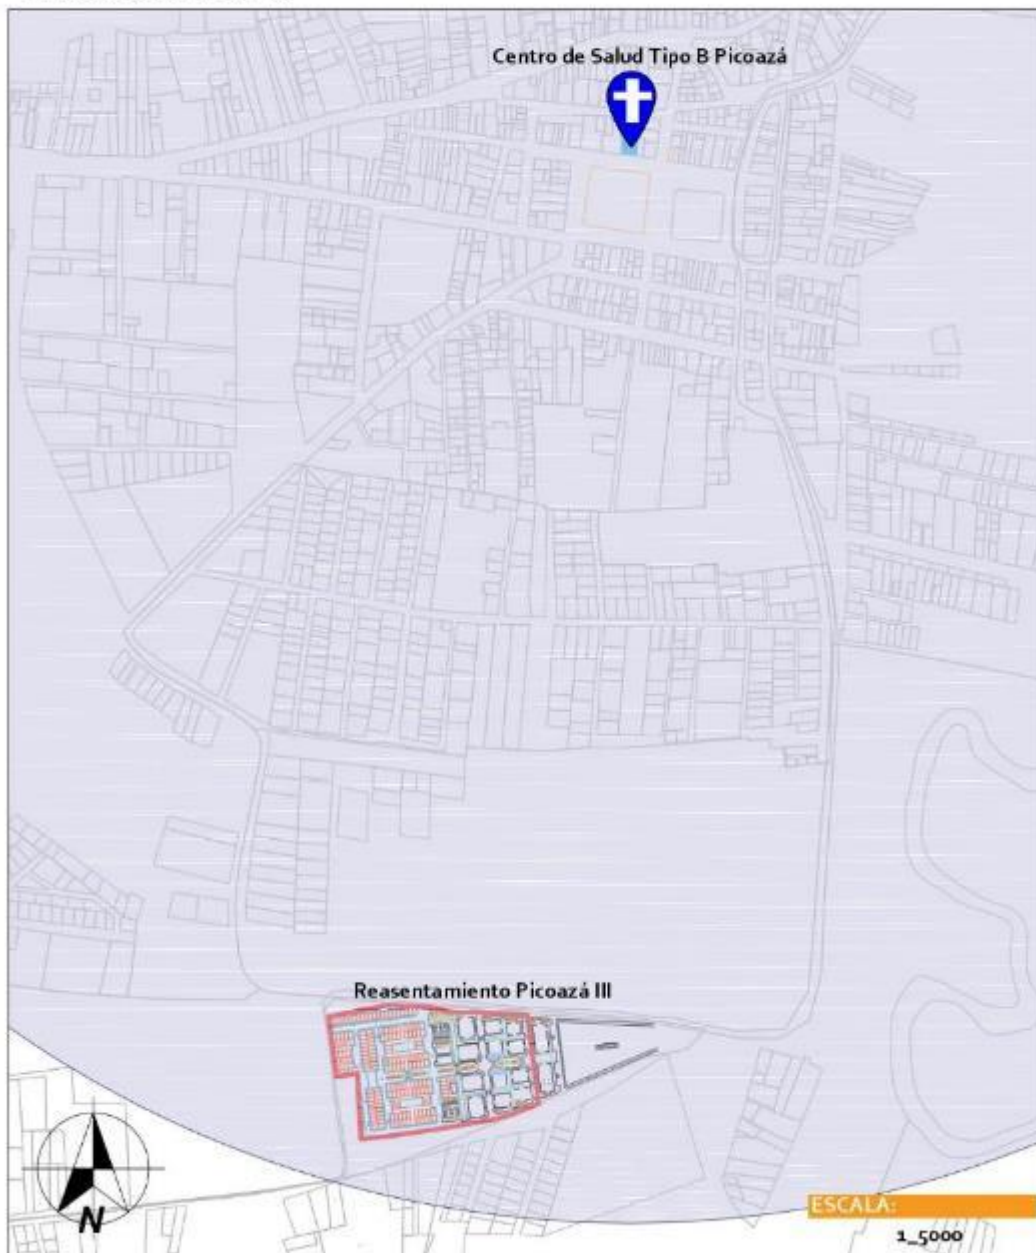 Centro de Salud Tipo B Picoazá
Reasentamiento Picoazá III
N
ESCALA:
1_5000